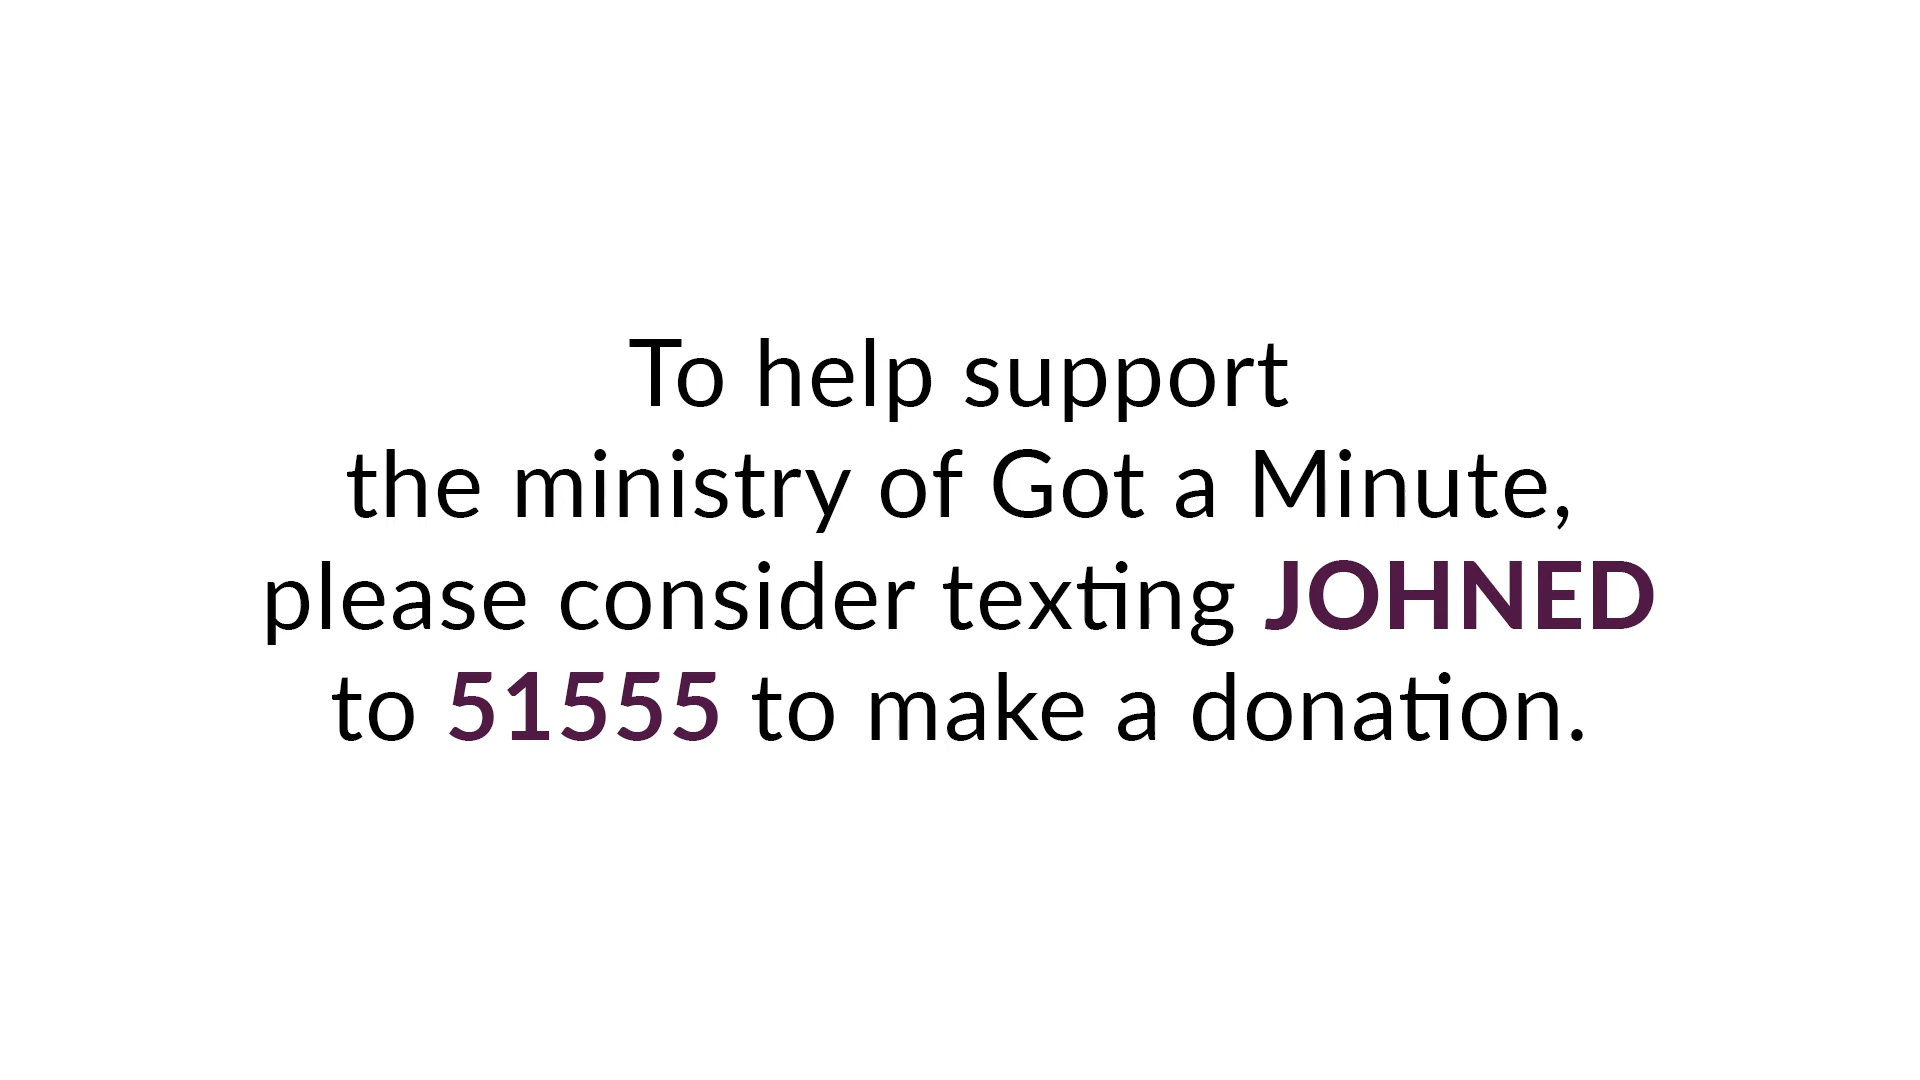 To help support
the ministry of Got a Minute,
please consider texting JOHNED
to 51555 to make a donation.